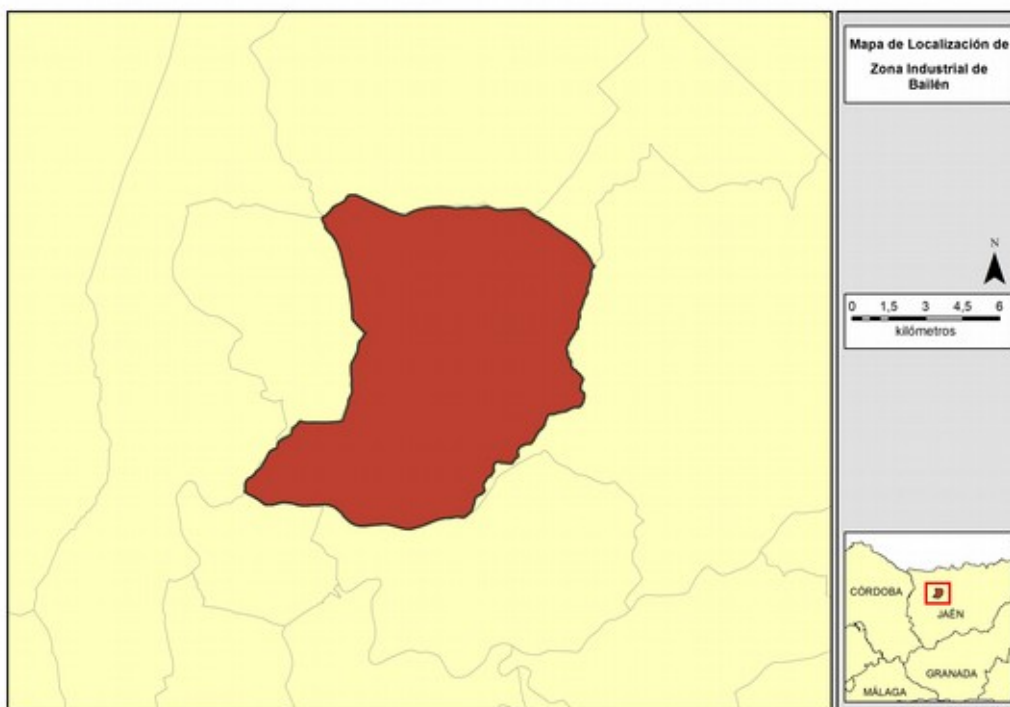 Mapa de Localización de
Zona Industrial de
Bailén
N
0 1,5 3 4,5 6
kilómetros
CÓRDOBA
JAÉN
GRANADA
MÁLAGA